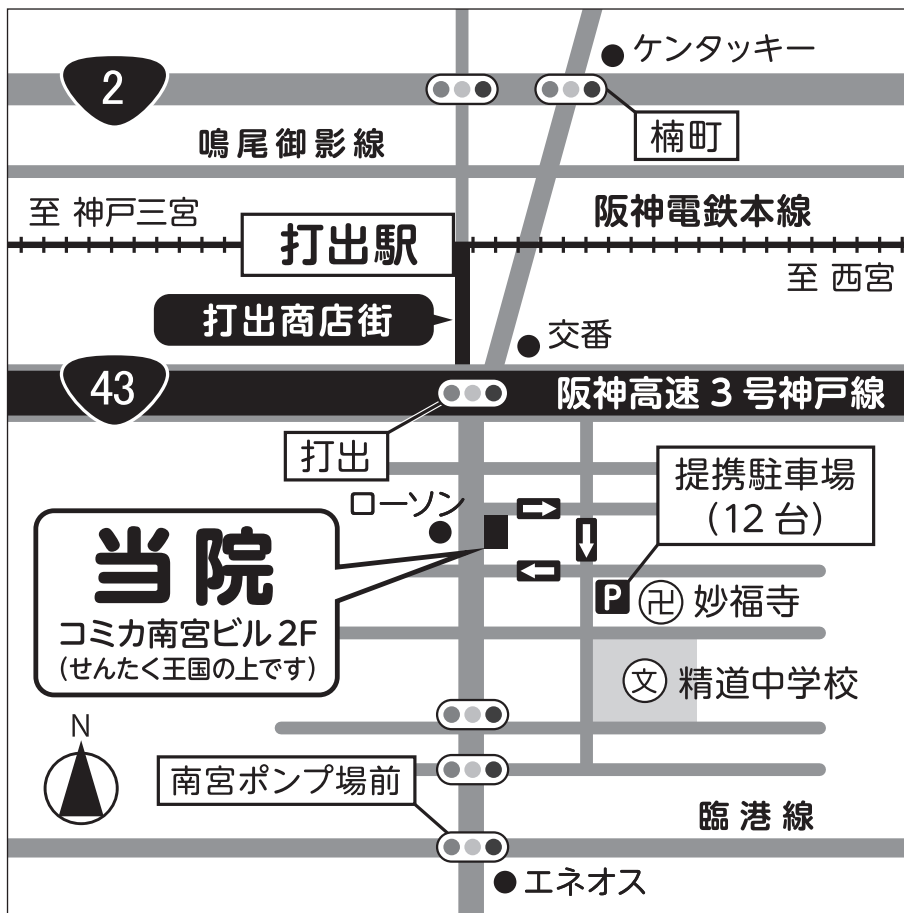 ケンタッキー
2
楠町
鳴尾御影線
至 神戸三宮
阪神電鉄本線
打出駅
至 西宮
打出商店街
交番
43
阪神高速3号神戸線
打出
提携駐車場
(12台)
ローソン
当院
コミカ南宮ビル2F
(せんたく王国の上です)
P
卍 妙福寺
文 精道中学校
N
南宮ポンプ場前
臨港線
エネオス